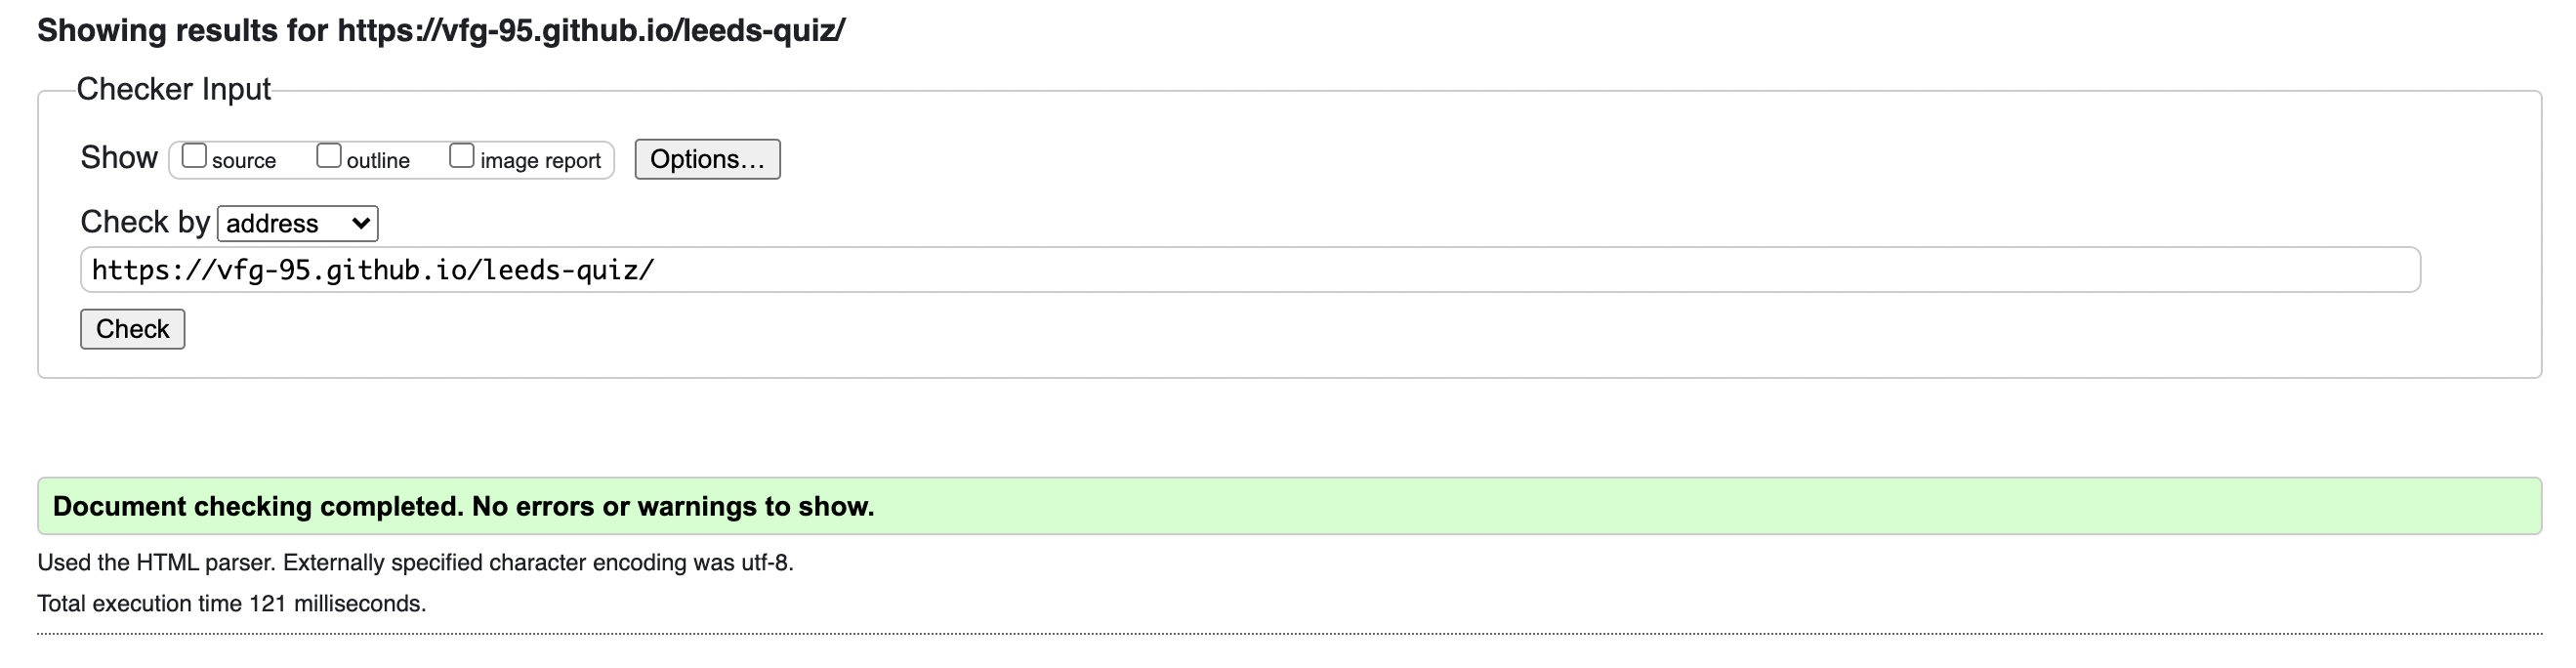 Showing results for https://vfg-95.github.io/leeds-quiz/
Checker Input
Show source outline image report Options...
Check by address
https://vfg-95.github.io/leeds-quiz/
Check
Document checking completed. No errors or warnings to show.
Used the HTML parser. Externally specified character encoding was utf-8.
Total execution time 121 milliseconds.